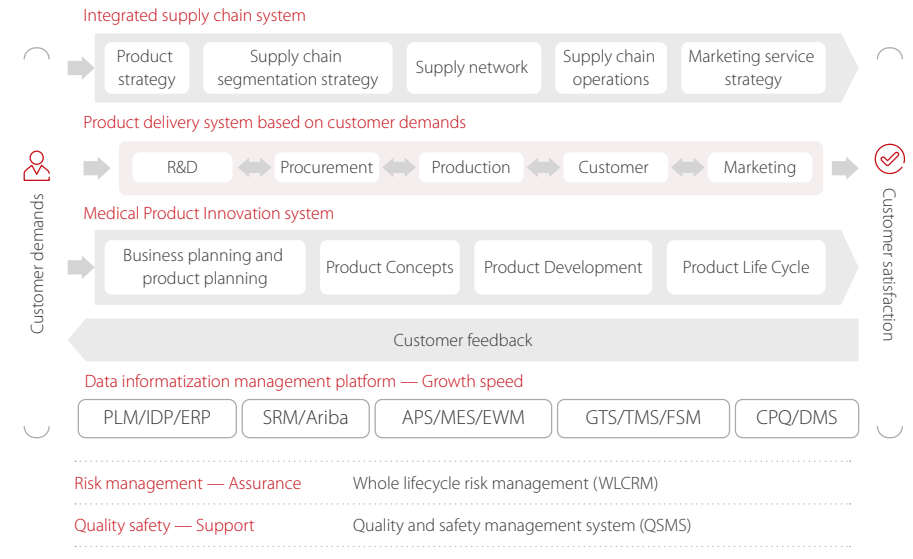 Integrated supply chain system
Product
strategy
Supply chain
segmentation strategy
Supply network
Supply chain
operations
Marketing service
strategy
Product delivery system based on customer demands
R&D
Procurement
Production
Customer
Marketing
Medical Product Innovation system
Business planning and
product planning
Product Concepts
Product Development
Product Life Cycle
Customer demands
Customer satisfaction
Customer feedback
Data informatization management platform — Growth speed
PLM/IDP/ERP
SRM/Ariba
APS/MES/EWM
GTS/TMS/FSM
CPQ/DMS
Risk management — Assurance
Whole lifecycle risk management (WLCRM)
Quality safety — Support
Quality and safety management system (QSMS)